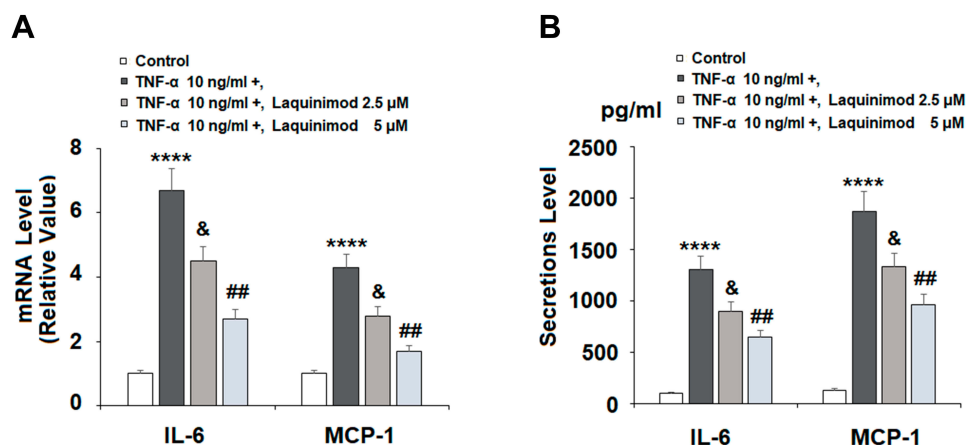 A
Control
TNF-α 10 ng/ml +,
TNF-α 10 ng/ml +, Laquinimod 2.5 μM
TNF-α 10 ng/ml +, Laquinimod 5 μM
mRNA Level
(Relative Value)
8
6
4
2
0
****
&
##
****
&
##
IL-6
MCP-1
B
Control
TNF-α 10 ng/ml +,
TNF-α 10 ng/ml +, Laquinimod 2.5 μM
TNF-α 10 ng/ml +, Laquinimod 5 μM
pg/ml
Secretions Level
2500
2000
1500
1000
500
0
****
&
##
****
&
##
IL-6
MCP-1